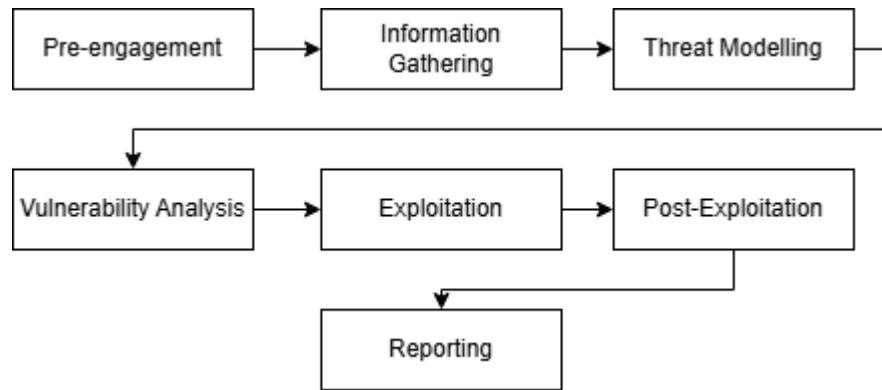 Pre-engagement
Information
Gathering
Threat Modelling
Vulnerability Analysis
Exploitation
Post-Exploitation
Reporting